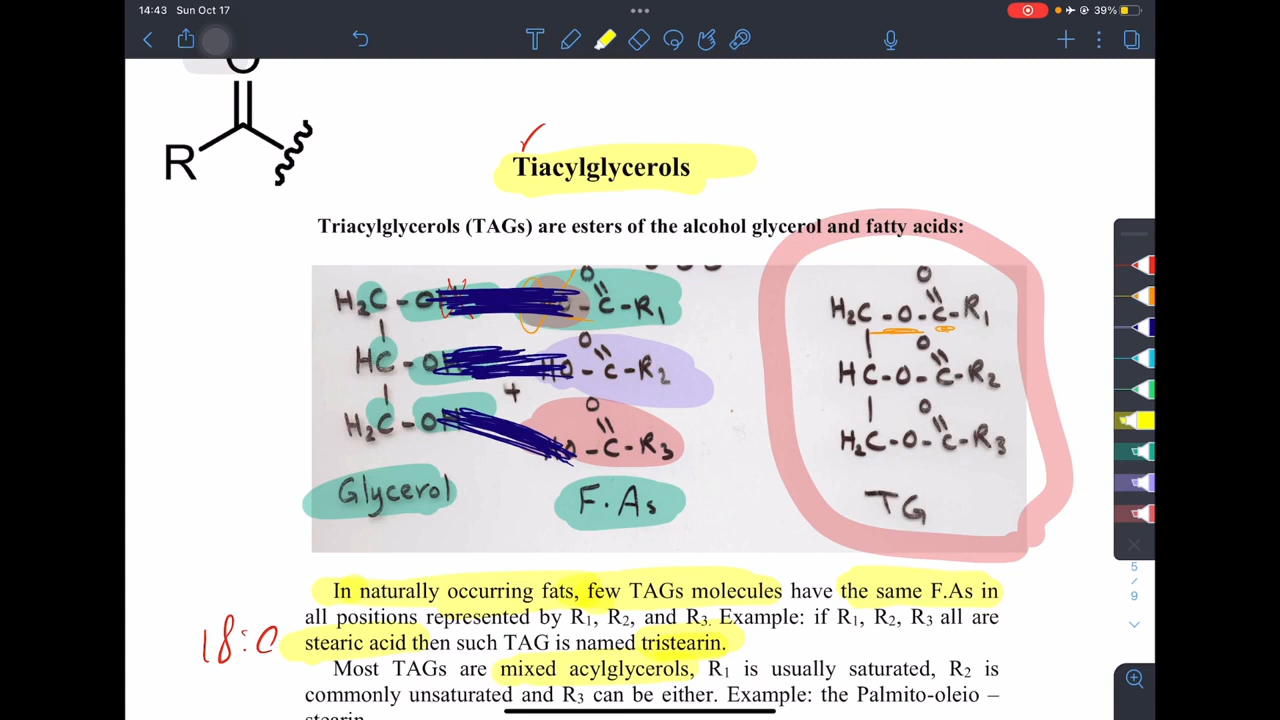 14:43 Sun Oct 17
39%
O
R
Tiacylglycerols
Triacylglycerols (TAGs) are esters of the alcohol glycerol and fatty acids:
O O
H₂C - O C - R₁ H₂C - O - C - R₁
O O
HC - O HO - C - R₂ HC - O - C - R₂
+
O O
H₂C - O O - C - R₃ H₂C - O - C - R₃
Glycerol F.As TG
In naturally occurring fats, few TAGs molecules have the same F.As in
all positions represented by R₁, R₂, and R₃. Example: if R₁, R₂, R₃ all are
18:0 stearic acid then such TAG is named tristearin.
Most TAGs are mixed acylglycerols, R₁ is usually saturated, R₂ is
commonly unsaturated and R₃ can be either. Example: the Palmito-oleio –
stearin
5
/
9